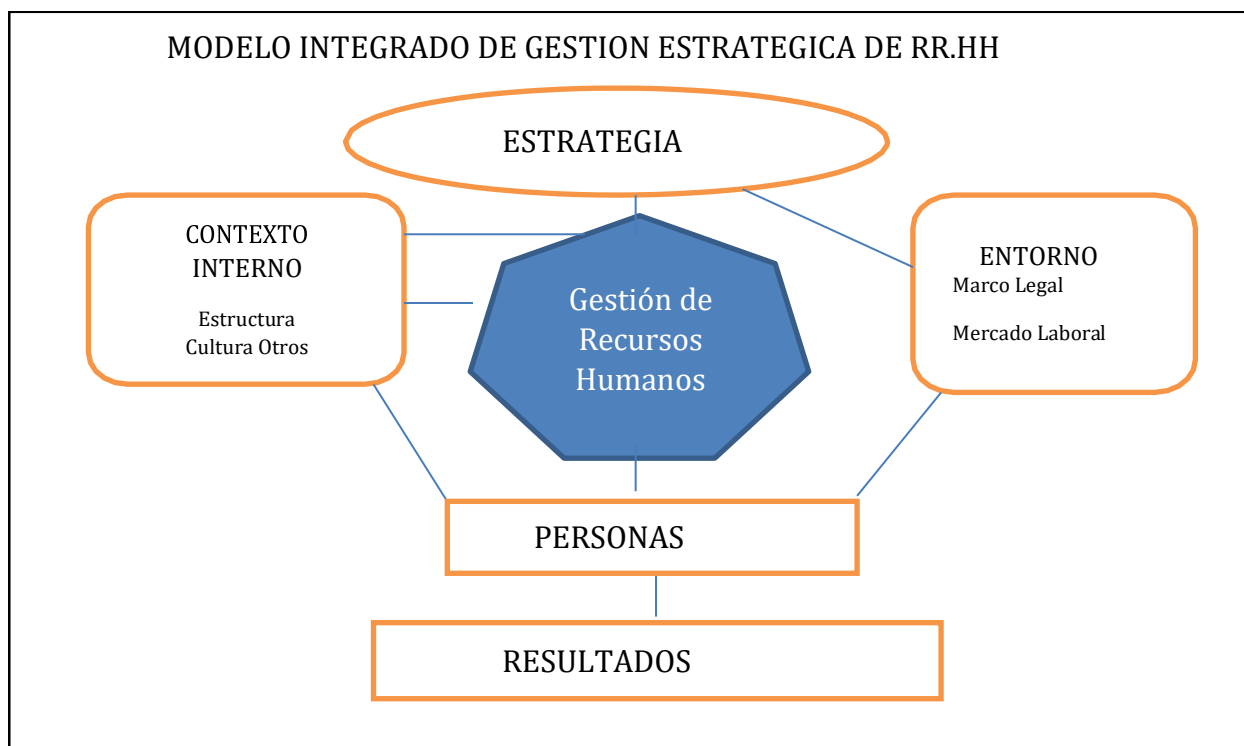 MODELO INTEGRADO DE GESTION ESTRATEGICA DE RR.HH
ESTRATEGIA
CONTEXTO
INTERNO
Estructura
Cultura Otros
Gestión de
Recursos
Humanos
ENTORNO
Marco Legal
Mercado Laboral
PERSONAS
RESULTADOS